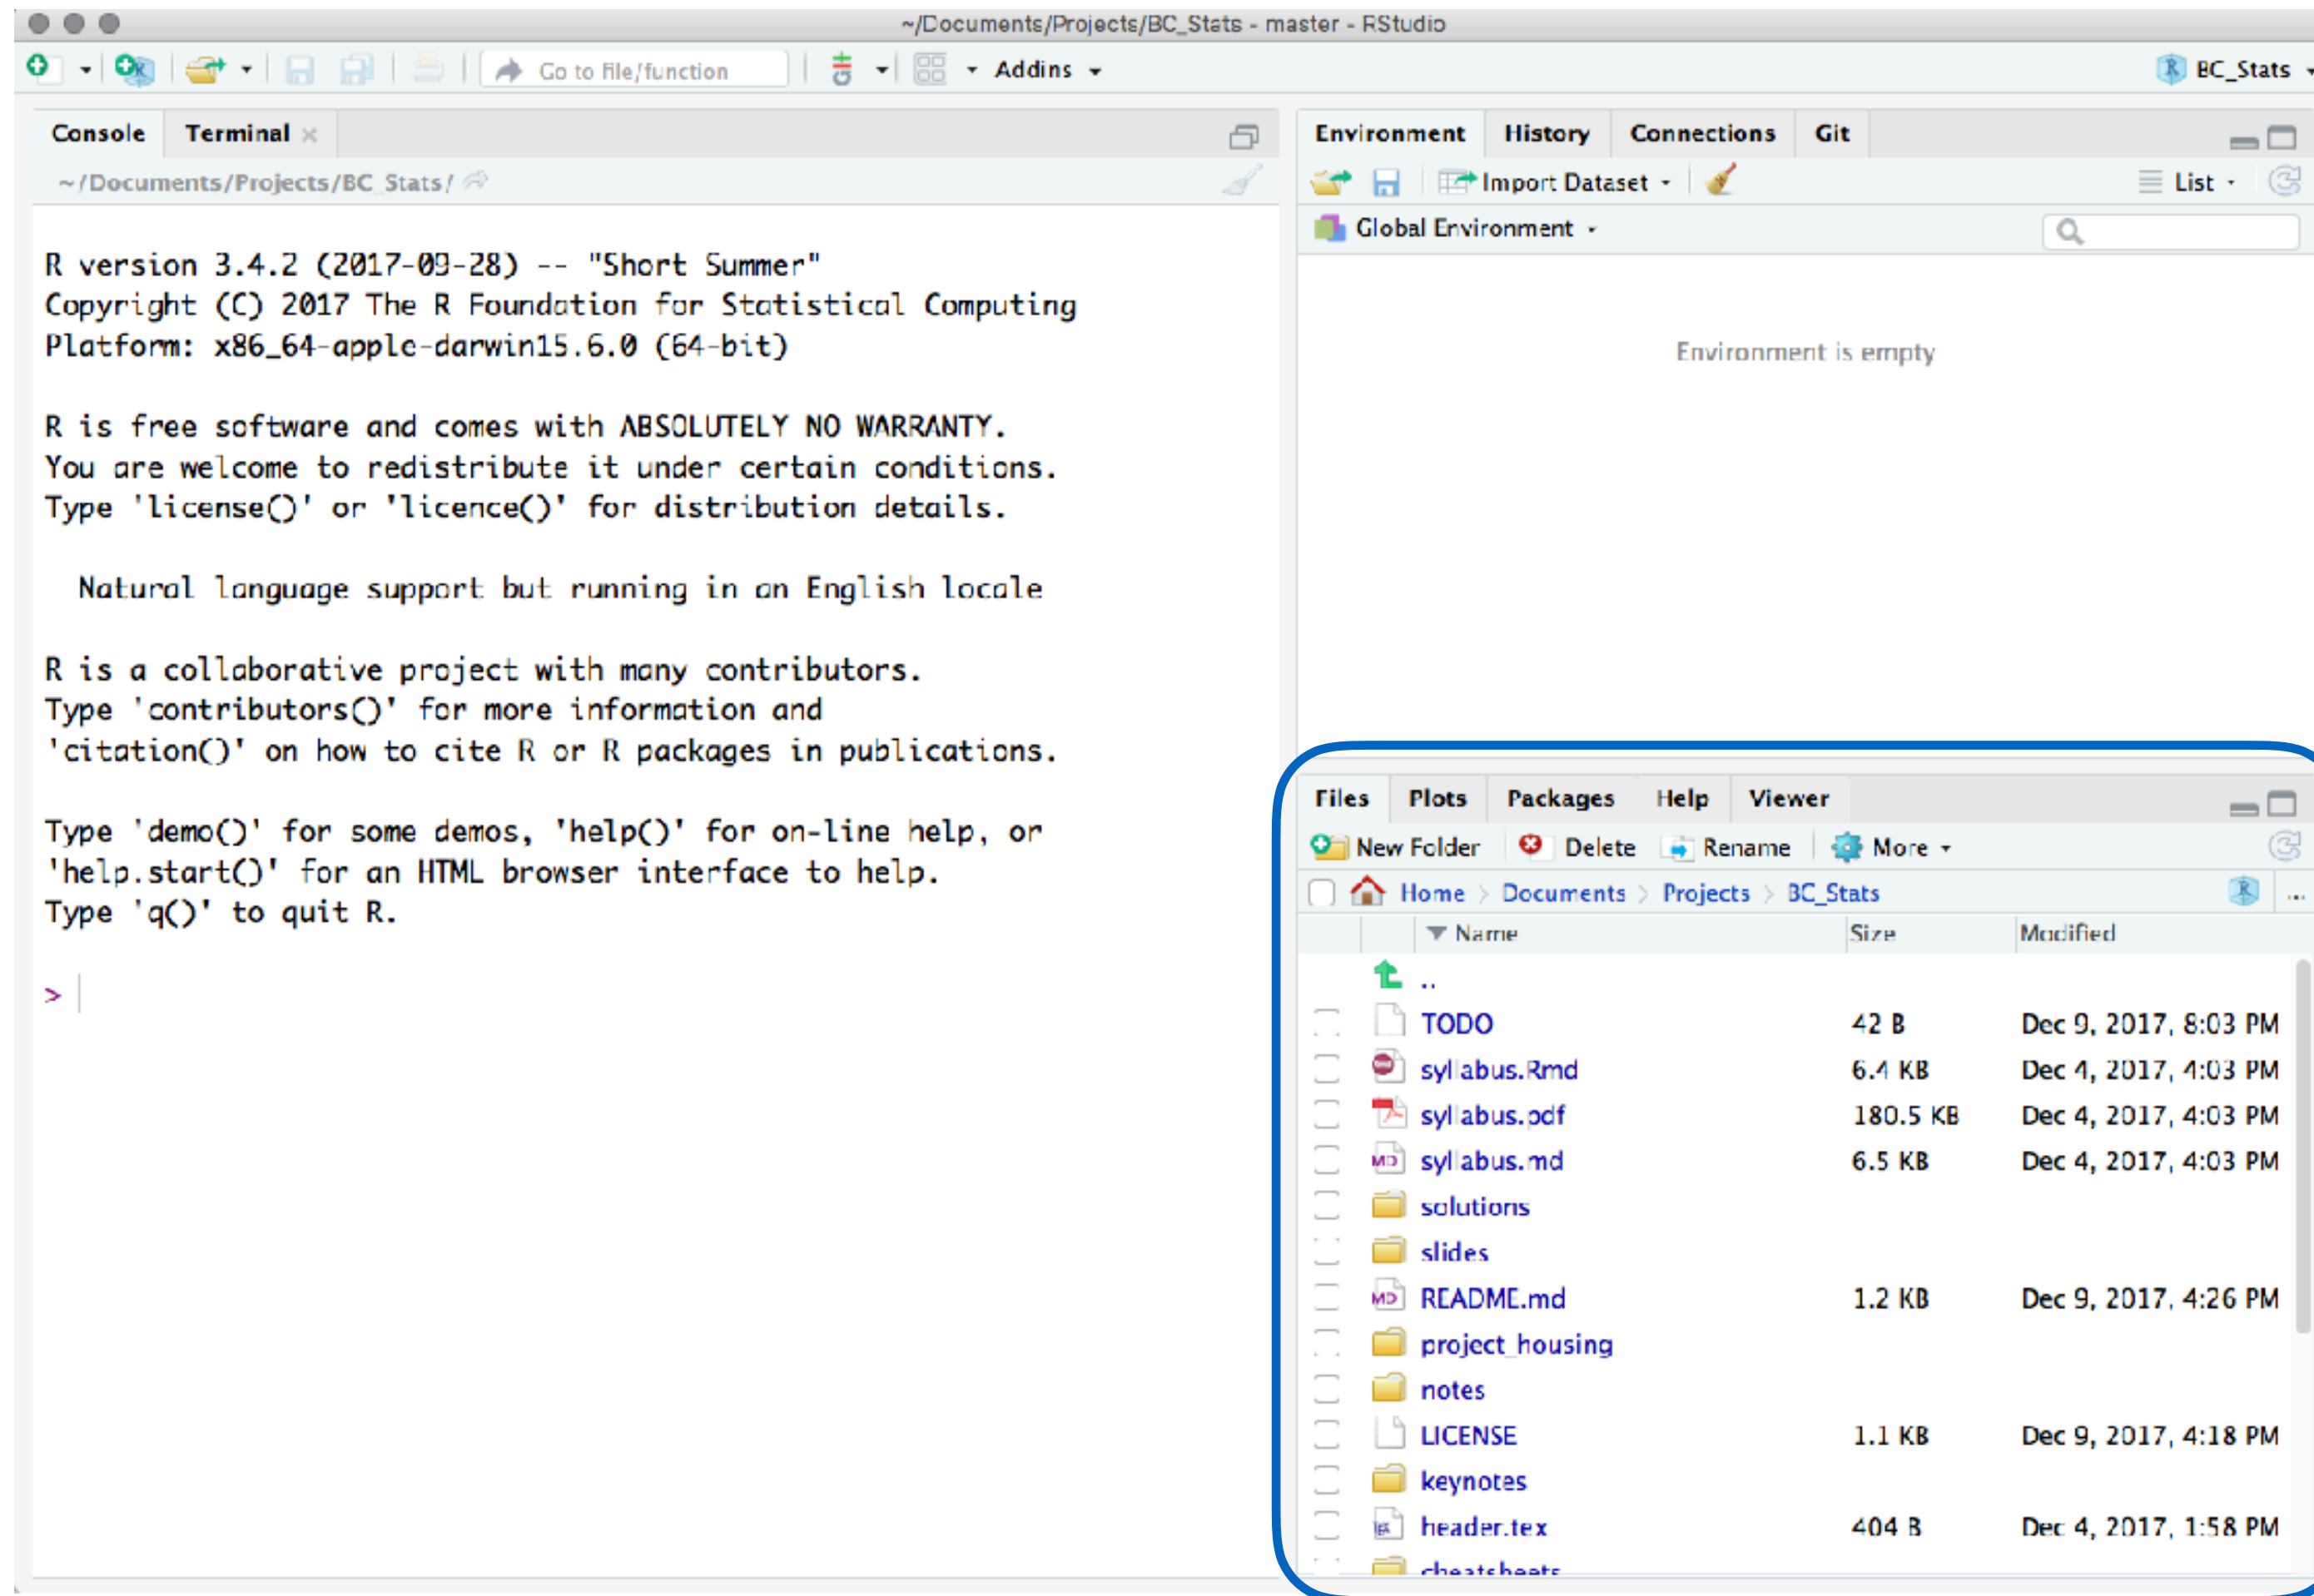 ~/Documents/Projects/BC_Stats - master - RStudio
Go to file/function
Addins
BC_Stats
Console Terminal
~/Documents/Projects/BC_Stats/
R version 3.4.2 (2017-09-28) -- "Short Summer"
Copyright (C) 2017 The R Foundation for Statistical Computing
Platform: x86_64-apple-darwin15.6.0 (64-bit)
R is free software and comes with ABSOLUTELY NO WARRANTY.
You are welcome to redistribute it under certain conditions.
Type 'license()' or 'licence()' for distribution details.
Natural language support but running in an English locale
R is a collaborative project with many contributors.
Type 'contributors()' for more information and
'citation()' on how to cite R or R packages in publications.
Type 'demo()' for some demos, 'help()' for on-line help, or
'help.start()' for an HTML browser interface to help.
Type 'q()' to quit R.
>
Environment History Connections Git
Import Dataset List
Global Environment
Environment is empty
Files Plots Packages Help Viewer
New Folder Delete Rename More
Home > Documents > Projects > BC_Stats ...
Name Size Modified
..
TODO 42 B Dec 9, 2017, 8:03 PM
syllabus.Rmd 6.4 KB Dec 4, 2017, 4:03 PM
syllabus.pdf 180.5 KB Dec 4, 2017, 4:03 PM
syllabus.md 6.5 KB Dec 4, 2017, 4:03 PM
solutions
slides
README.md 1.2 KB Dec 9, 2017, 4:26 PM
project_housing
notes
LICENSE 1.1 KB Dec 9, 2017, 4:18 PM
keynotes
header.tex 404 B Dec 4, 2017, 1:58 PM
cheatsheets